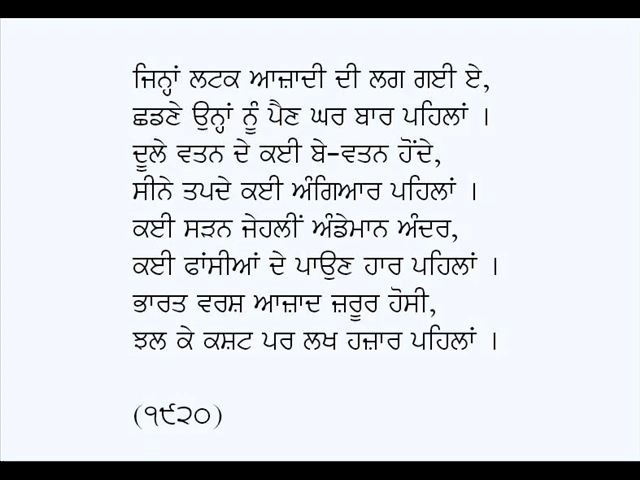 ਜਿਨ੍ਹਾਂ ਲਟਕ ਆਜ਼ਾਦੀ ਦੀ ਲਗ ਗਈ ਏ,
ਛਡਣੇ ਉਨ੍ਹਾਂ ਨੂੰ ਪੈਣ ਘਰ ਬਾਰ ਪਹਿਲਾਂ ।
ਦੂਲੇ ਵਤਨ ਦੇ ਕਈ ਬੇ-ਵਤਨ ਹੋਂਦੇ,
ਸੀਨੇ ਤਪਦੇ ਕਈ ਅੰਗਿਆਰ ਪਹਿਲਾਂ ।
ਕਈ ਸੜਨ ਜੇਹਲੀਂ ਅੰਡੇਮਾਨ ਅੰਦਰ,
ਕਈ ਫਾਂਸੀਆਂ ਦੇ ਪਾਉਣ ਹਾਰ ਪਹਿਲਾਂ ।
ਭਾਰਤ ਵਰਸ਼ ਆਜ਼ਾਦ ਜ਼ਰੂਰ ਹੋਸੀ,
ਝਲ ਕੇ ਕਸ਼ਟ ਪਰ ਲਖ ਹਜ਼ਾਰ ਪਹਿਲਾਂ ।
(੧੯੨੦)